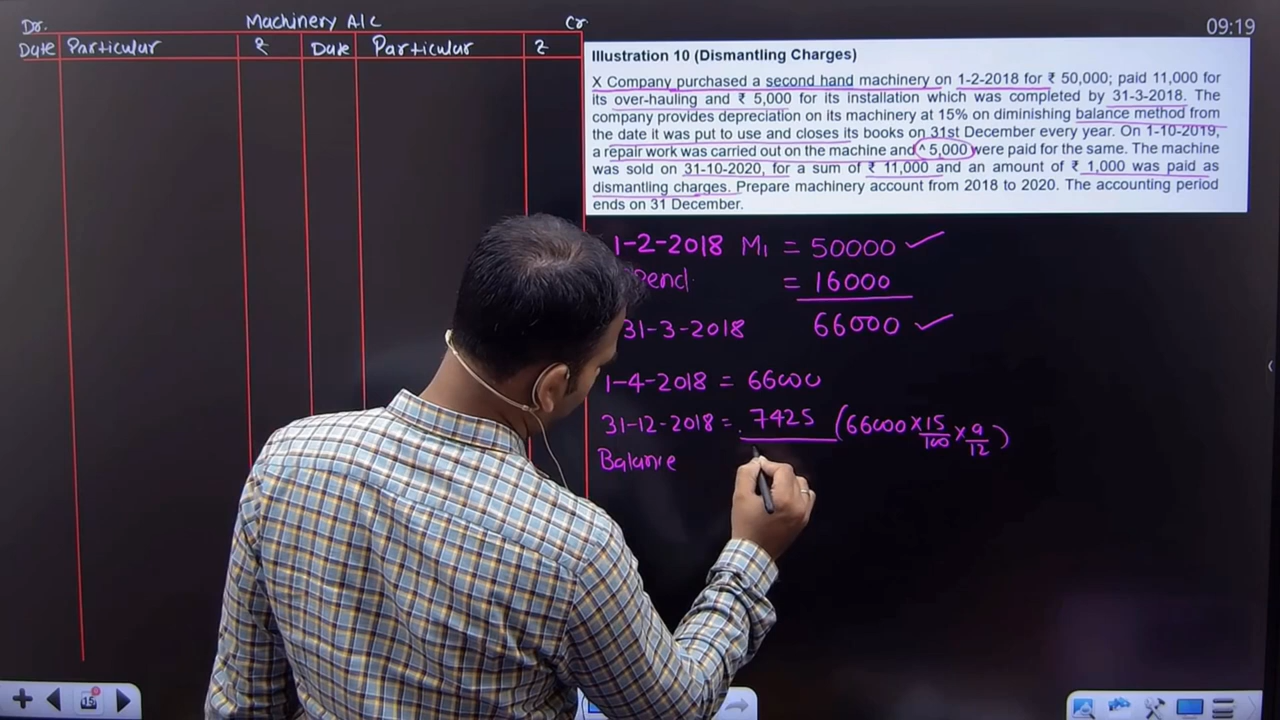 09:19
Dr. Machinery A/c Cr
Date Particular ₹ Date Particular ₹
Illustration 10 (Dismantling Charges)
X Company purchased a second hand machinery on 1-2-2018 for ₹ 50,000; paid 11,000 for
its over-hauling and ₹ 5,000 for its installation which was completed by 31-3-2018. The
company provides depreciation on its machinery at 15% on diminishing balance method from
the date it was put to use and closes its books on 31st December every year. On 1-10-2019,
a repair work was carried out on the machine and ^ 5,000 were paid for the same. The machine
was sold on 31-10-2020, for a sum of ₹ 11,000 and an amount of ₹ 1,000 was paid as
dismantling charges. Prepare machinery account from 2018 to 2020. The accounting period
ends on 31 December.
1-2-2018 M1 = 50000 ✓
= 16000
31-3-2018 66000 ✓
1-4-2018 = 66000
31-12-2018 = 7425 (66000 × 15/100 × 9/12)
Balance
15